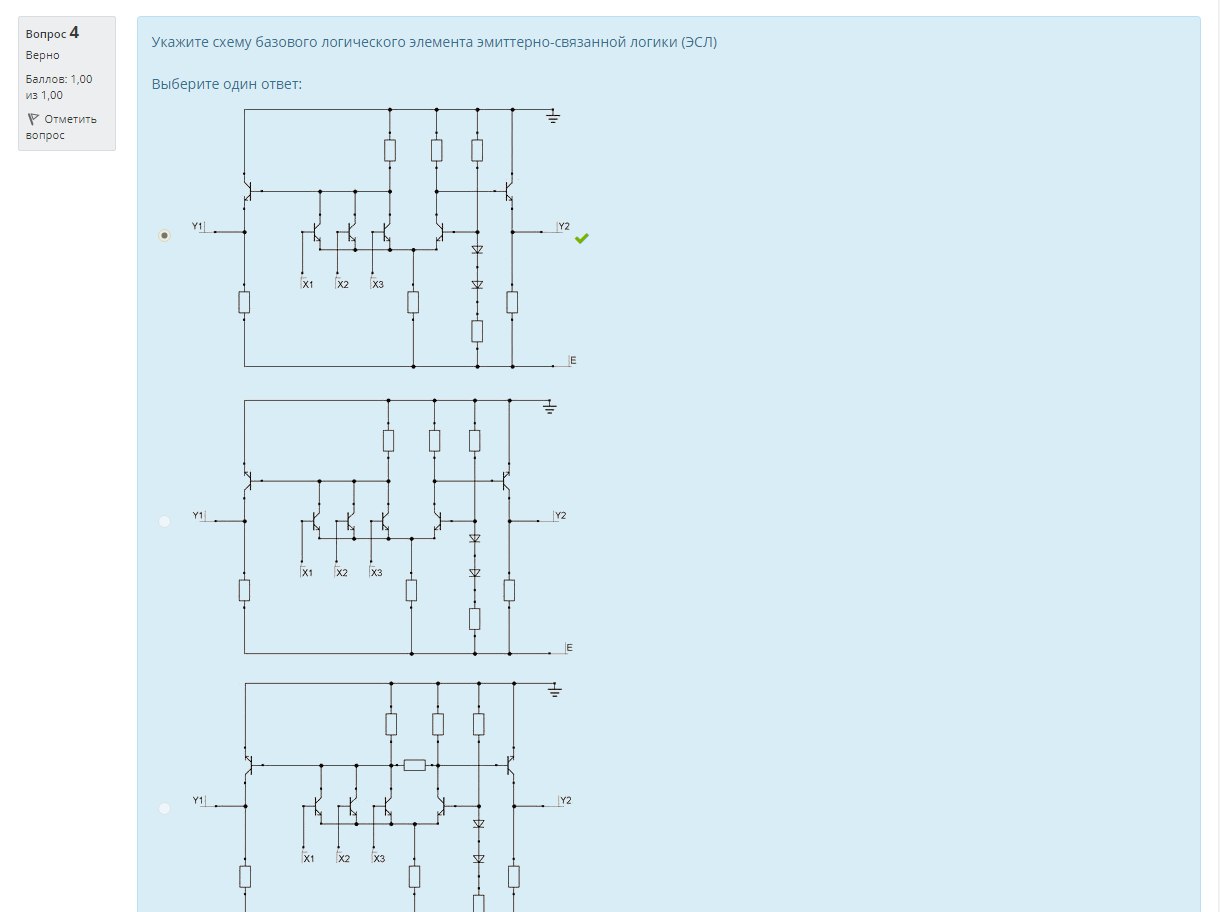 Вопрос 4
Верно
Баллов: 1,00
из 1,00
Отметить
вопрос
Укажите схему базового логического элемента эмиттерно-связанной логики (ЭСЛ)
Выберите один ответ:
Y1
Y2
X1 X2 X3
E
Y1
Y2
X1 X2 X3
E
Y1
Y2
X1 X2 X3